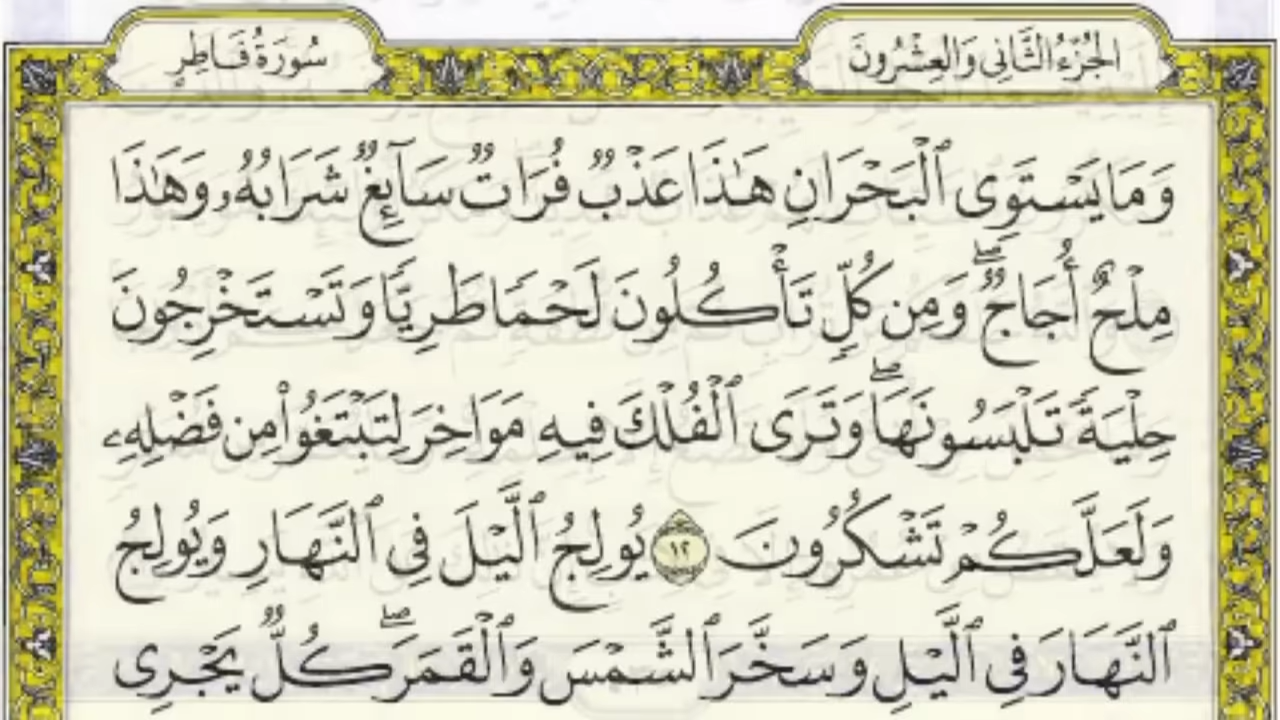 الجُزْءُ الثَّانِي وَالعِشْرُونَ
سُورَةُ فَاطِرٍ
وَمَا يَسْتَوِى ٱلْبَحْرَانِ هَٰذَا عَذْبٌ فُرَاتٌ سَآئِغٌ شَرَابُهُۥ وَهَٰذَا
مِلْحٌ أُجَاجٌ ۖ وَمِن كُلٍّ تَأْكُلُونَ لَحْمًا طَرِيًّا وَتَسْتَخْرِجُونَ
حِلْيَةً تَلْبَسُونَهَا ۖ وَتَرَى ٱلْفُلْكَ فِيهِ مَوَاخِرَ لِتَبْتَغُوا۟ مِن فَضْلِهِۦ
وَلَعَلَّكُمْ تَشْكُرُونَ ١٢ يُولِجُ ٱلَّيْلَ فِى ٱلنَّهَارِ وَيُولِجُ
ٱلنَّهَارَ فِى ٱلَّيْلِ وَسَخَّرَ ٱلشَّمْسَ وَٱلْقَمَرَ ۖ كُلٌّ يَجْرِى